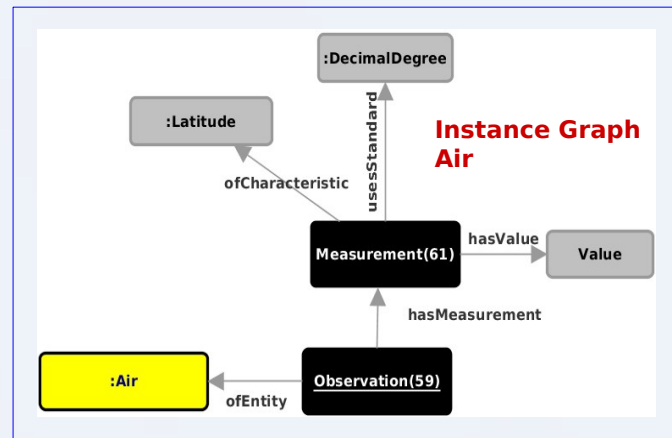 :DecimalDegree
:Latitude
usesStandard
Instance Graph
Air
ofCharacteristic
Measurement(61)
hasValue
Value
hasMeasurement
:Air
Observation(59)
ofEntity